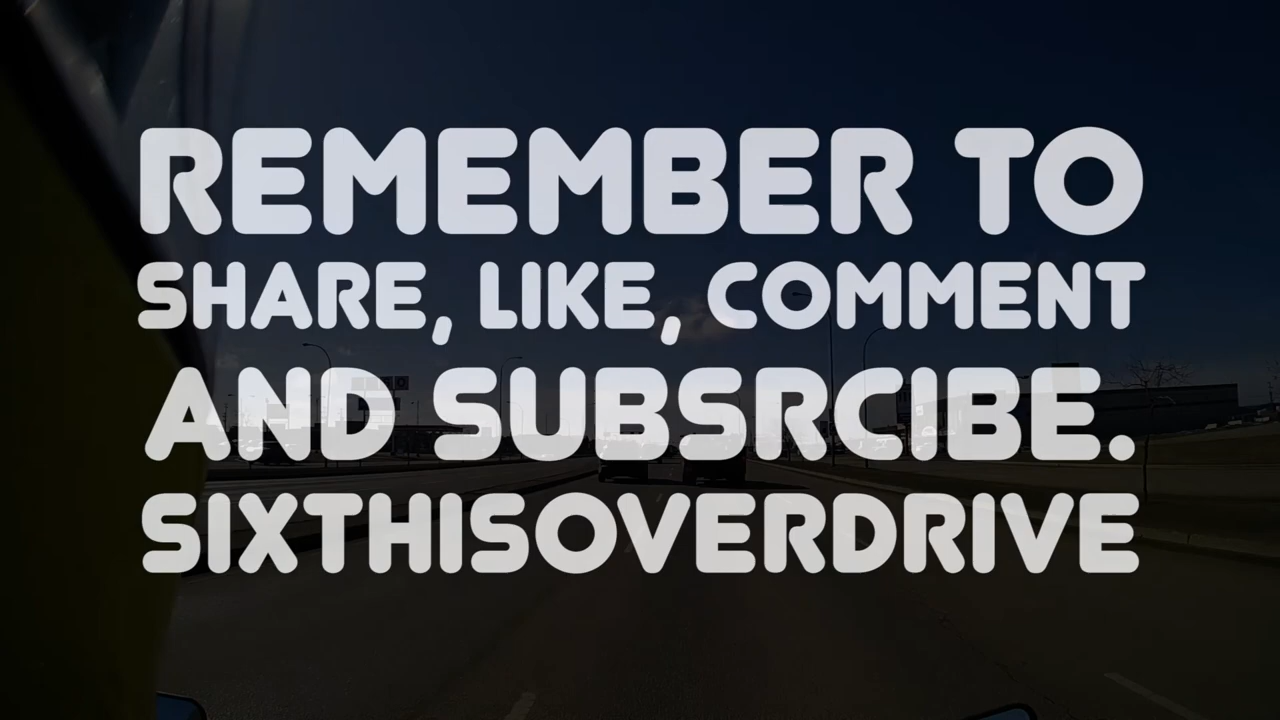 REMEMBER TO
SHARE, LIKE, COMMENT
AND SUBSRCIBE.
SIXTHISOVERDRIVE